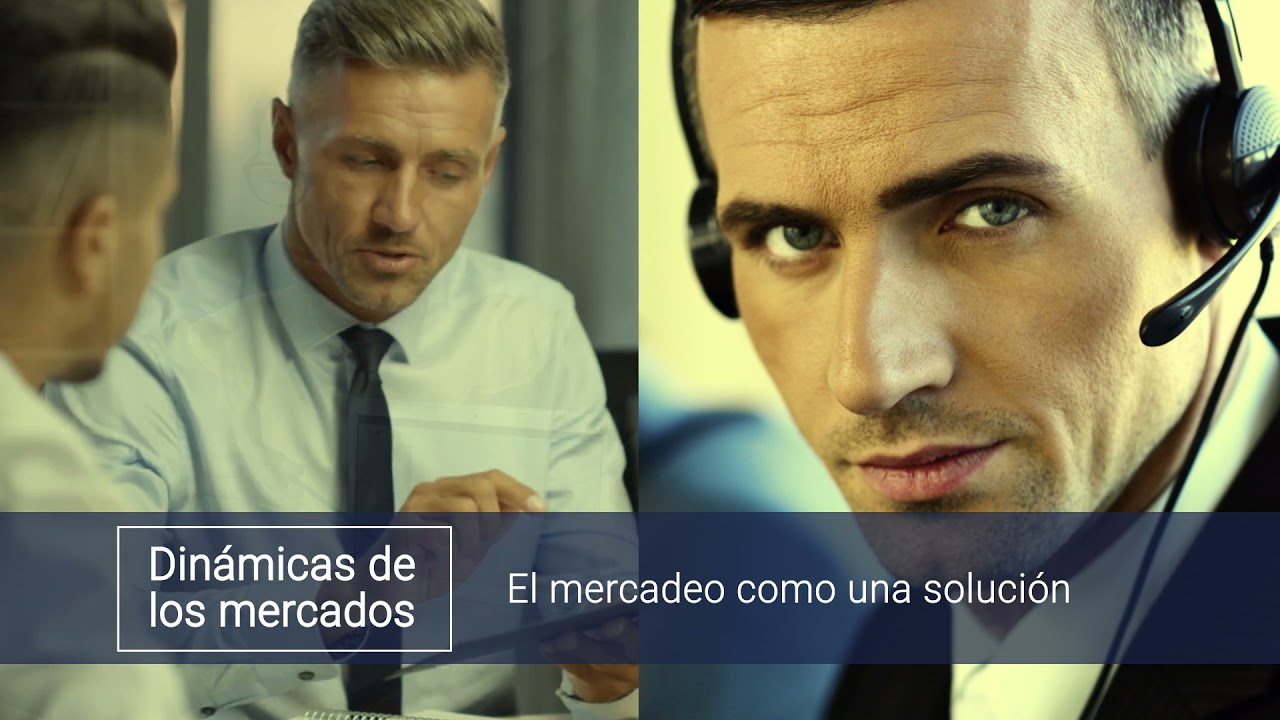 Dinámicas de
los mercados
El mercadeo como una solución